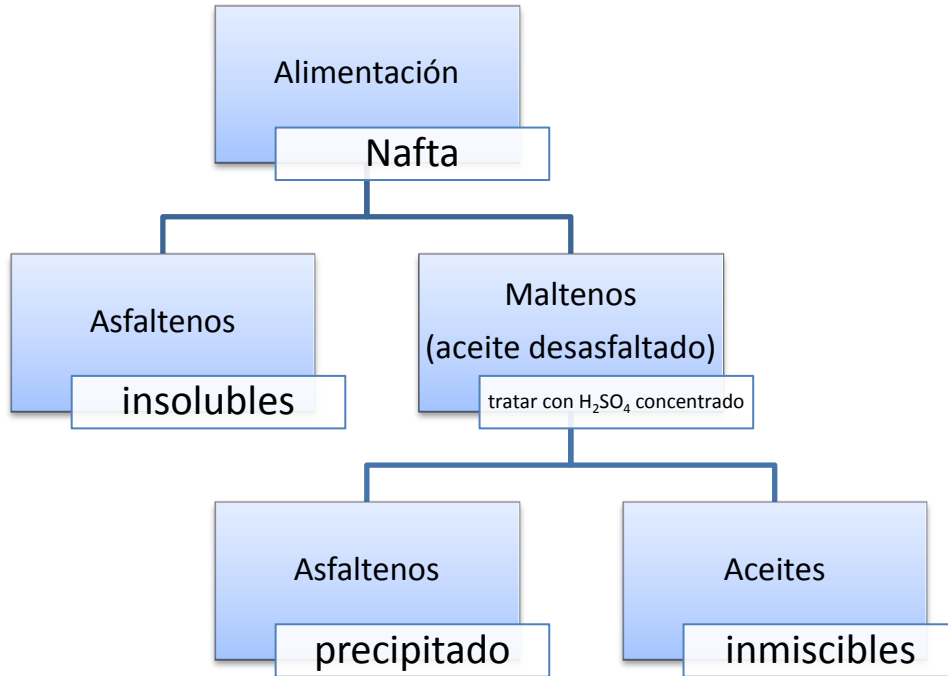 Alimentación
Nafta
Asfaltenos
insolubles
Maltenos
(aceite desasfaltado)
tratar con H₂SO₄ concentrado
Asfaltenos
precipitado
Aceites
inmiscibles